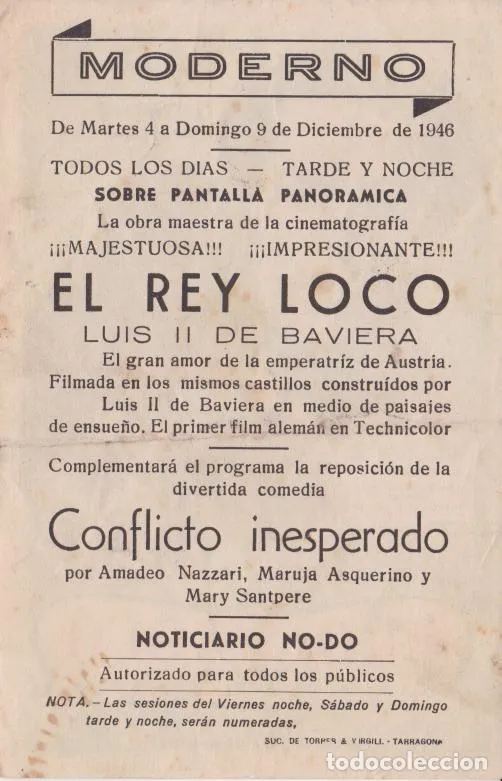 MODERNO
De Martes 4 a Domingo 9 de Diciembre de 1946
TODOS LOS DIAS — TARDE Y NOCHE
SOBRE PANTALLA PANORAMICA
La obra maestra de la cinematografía
¡¡¡MAJESTUOSA!!! ¡¡¡IMPRESIONANTE!!!
EL REY LOCO
LUIS II DE BAVIERA
El gran amor de la emperatríz de Austria.
Filmada en los mismos castillos construídos por
Luis II de Baviera en medio de paisajes
de ensueño. El primer film alemán en Technicolor
Complementará el programa la reposición de la
divertida comedia
Conflicto inesperado
por Amadeo Nazzari, Maruja Asquerino y
Mary Santpere
NOTICIARIO NO-DO
Autorizado para todos los públicos
NOTA.- Las sesiones del Viernes noche, Sábado y Domingo
tarde y noche, serán numeradas,
SUC. DE TORRES & VIRGILI. - TARRAGONA
todocoleccion